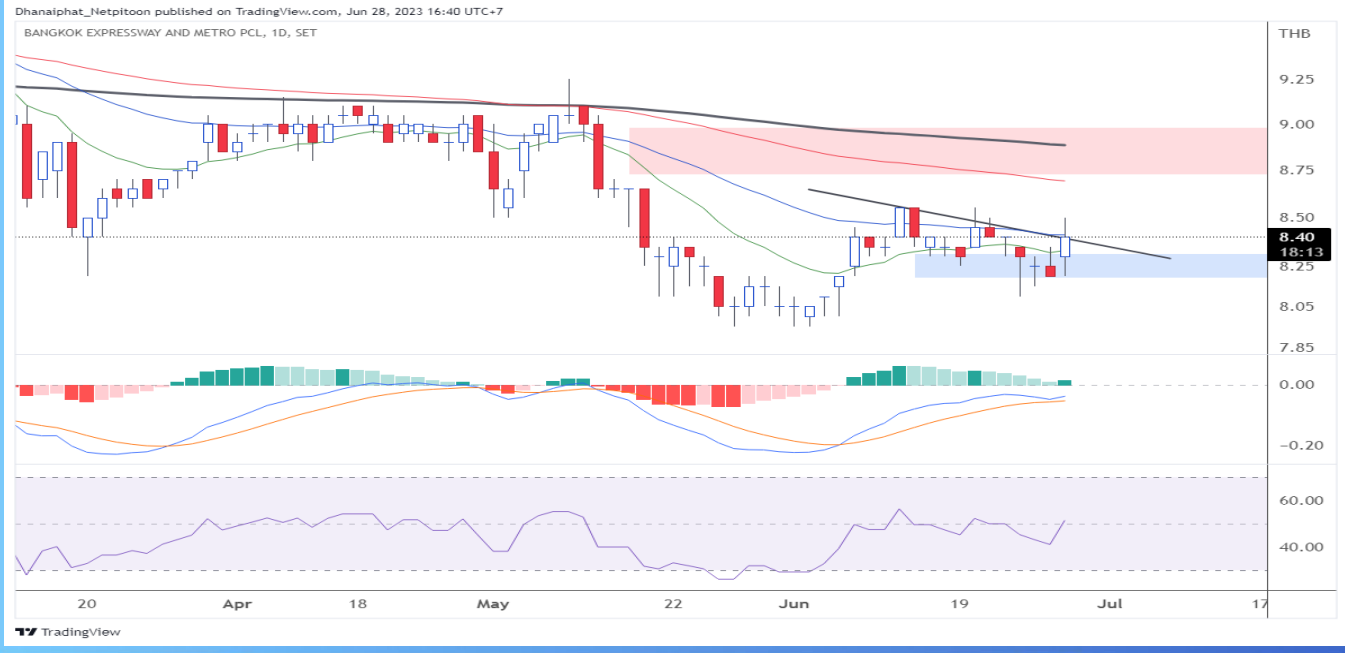 Dhanaiphat_Netpitoon published on TradingView.com, Jun 28, 2023 16:40 UTC+7
BANGKOK EXPRESSWAY AND METRO PCL, 1D, SET
THB
9.25
9.00
8.75
8.50
8.40
18:13
8.25
8.05
7.85
0.00
−0.20
60.00
40.00
20 Apr 18 May 22 Jun 19 Jul 17
TradingView